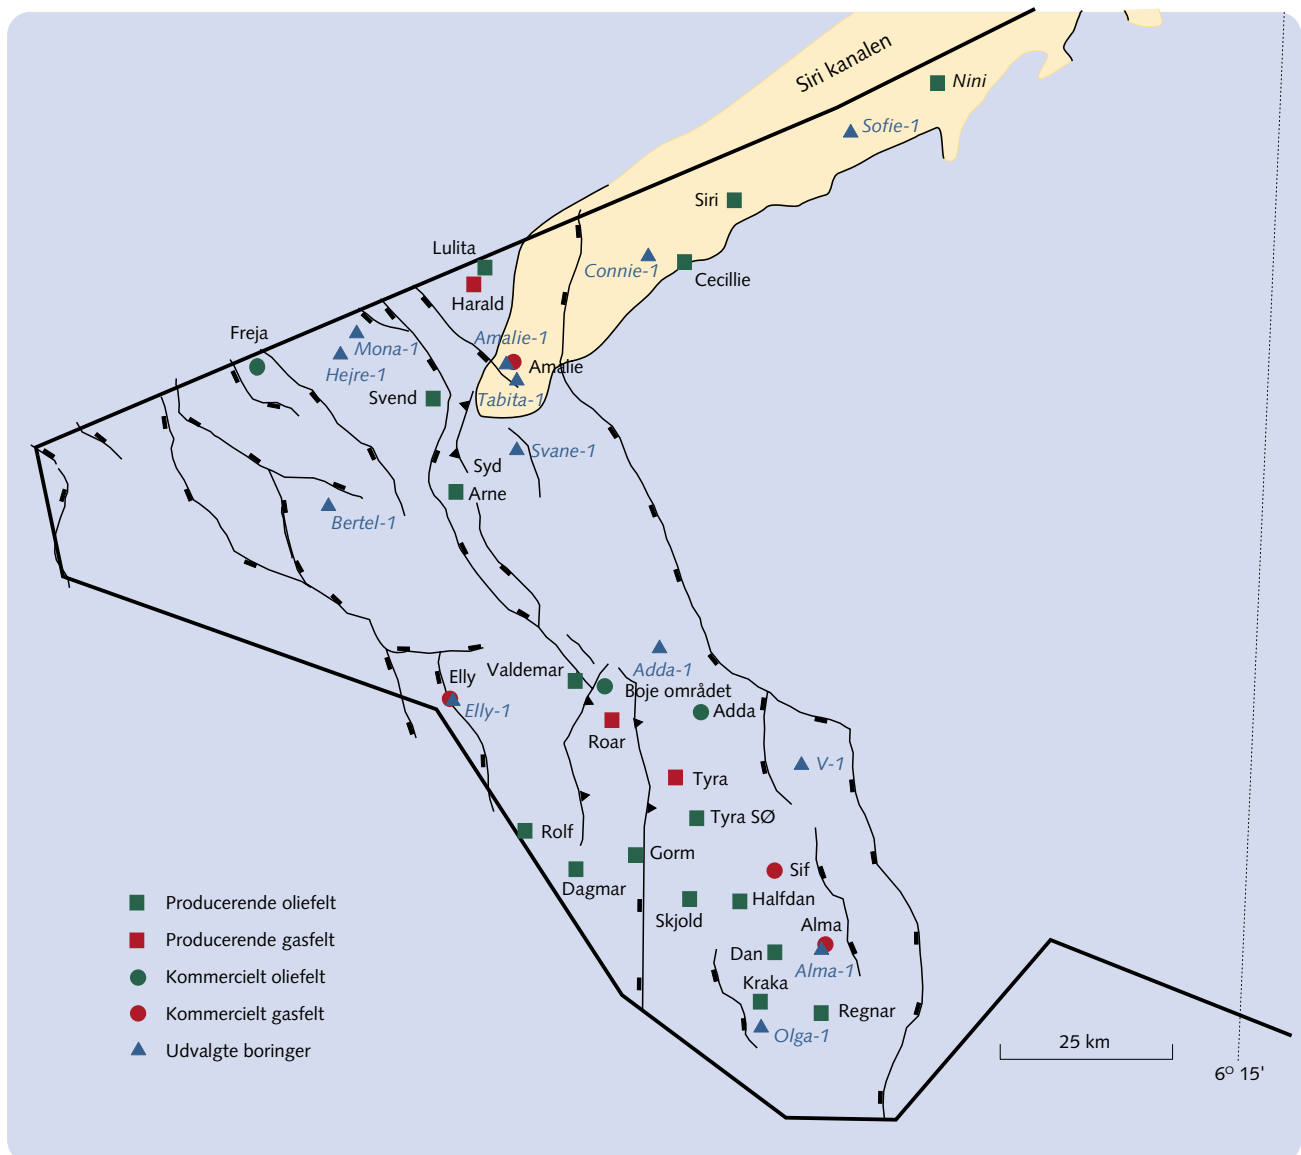 Siri kanalen
Nini
Sofie-1
Siri
Lulita
Connie-1
Cecillie
Harald
Freja
Amalie-1
Mona-1
Amalie
Hejre-1
Svend
Tabita-1
Svane-1
Syd
Arne
Bertel-1
Valdemar
Adda-1
Elly
Boje området
Elly-1
Adda
Roar
V-1
Tyra
Tyra SØ
Rolf
Gorm
Sif
Dagmar
Halfdan
Skjold
Alma
Dan
Alma-1
Kraka
Regnar
Olga-1
Producerende oliefelt
Producerende gasfelt
Kommercielt oliefelt
Kommercielt gasfelt
Udvalgte boringer
25 km
6° 15'